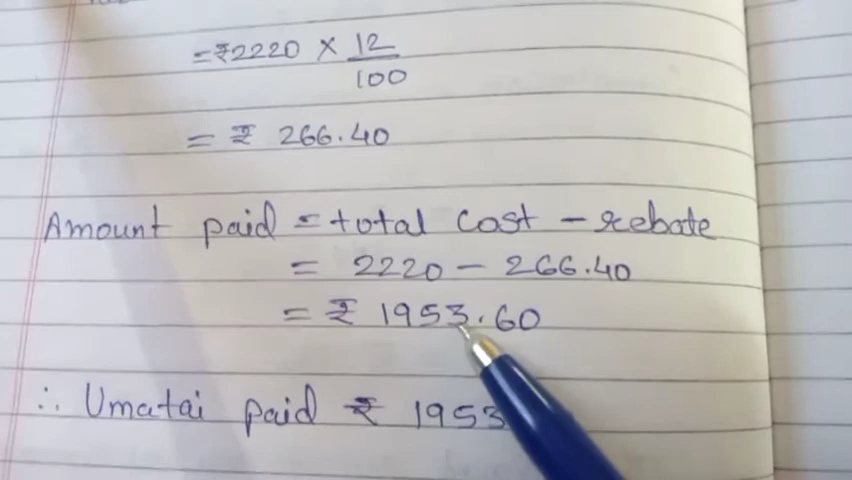 = ₹2220 × 12/100
= ₹ 266.40
Amount paid = total cost - rebate
= 2220 - 266.40
= ₹ 1953.60
∴ Umatai paid ₹ 1953